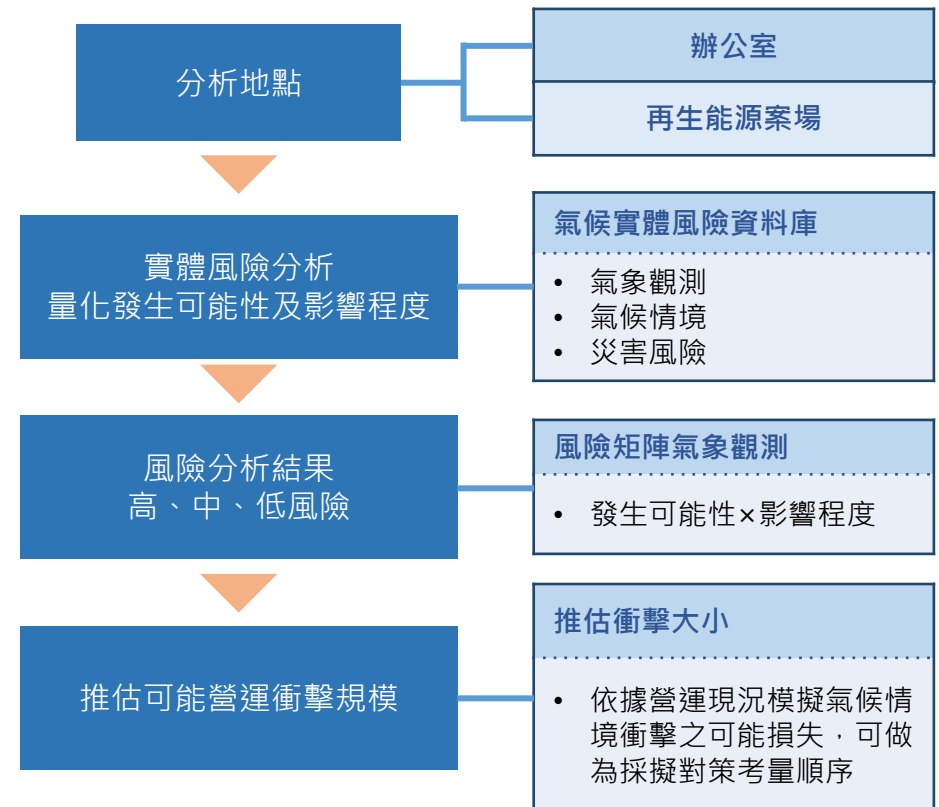 分析地點
辦公室
再生能源案場
實體風險分析
量化發生可能性及影響程度
氣候實體風險資料庫
• 氣象觀測
• 氣候情境
• 災害風險
風險分析結果
高、中、低風險
風險矩陣氣象觀測
• 發生可能性×影響程度
推估可能營運衝擊規模
推估衝擊大小
• 依據營運現況模擬氣候情
境衝擊之可能損失，可做
為採擬對策考量順序